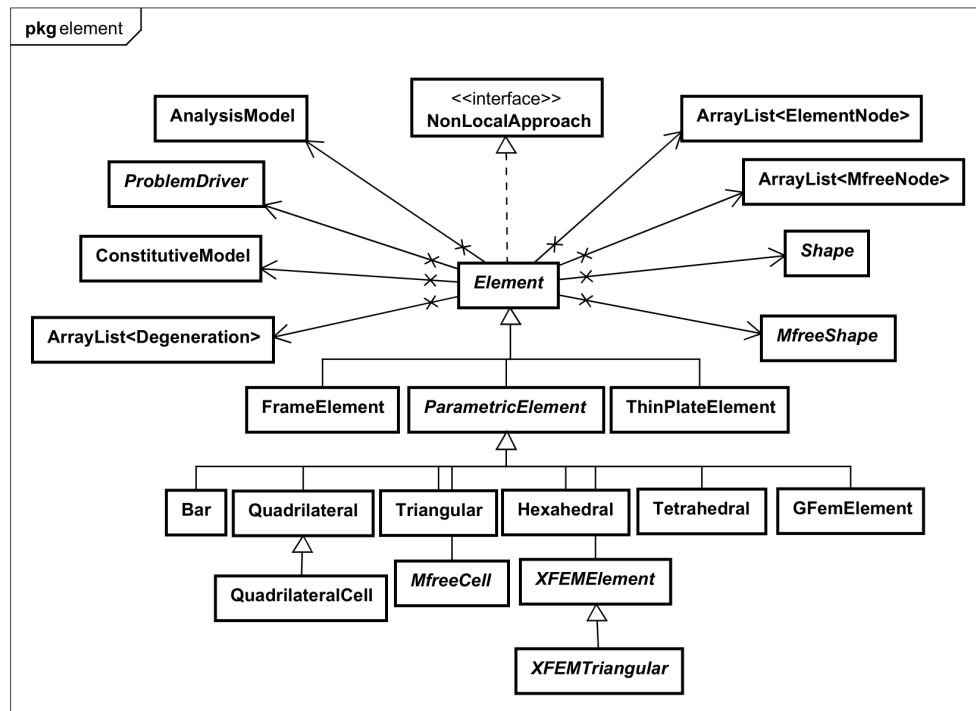 pkg element
<<interface>>
NonLocalApproach
AnalysisModel
ArrayList<ElementNode>
ProblemDriver
ArrayList<MfreeNode>
ConstitutiveModel
Shape
Element
ArrayList<Degeneration>
MfreeShape
FrameElement
ParametricElement
ThinPlateElement
Bar
Quadrilateral
Triangular
Hexahedral
Tetrahedral
GFemElement
QuadrilateralCell
MfreeCell
XFEMElement
XFEMTriangular